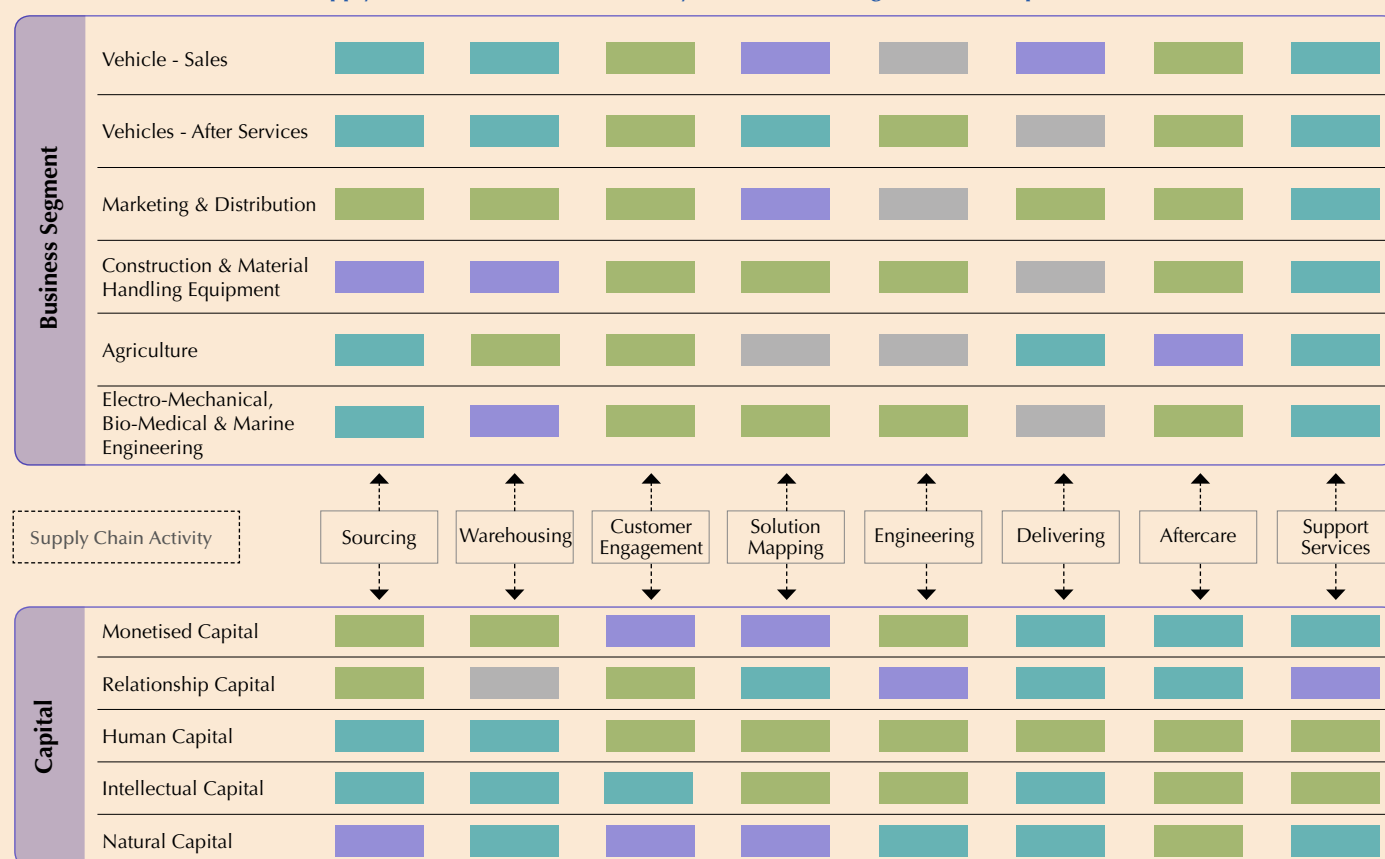 Business Segment
Vehicle - Sales
Vehicles - After Services
Marketing & Distribution
Construction & Material
Handling Equipment
Agriculture
Electro-Mechanical,
Bio-Medical & Marine
Engineering
Supply Chain Activity
Sourcing
Warehousing
Customer
Engagement
Solution
Mapping
Engineering
Delivering
Aftercare
Support
Services
Capital
Monetised Capital
Relationship Capital
Human Capital
Intellectual Capital
Natural Capital